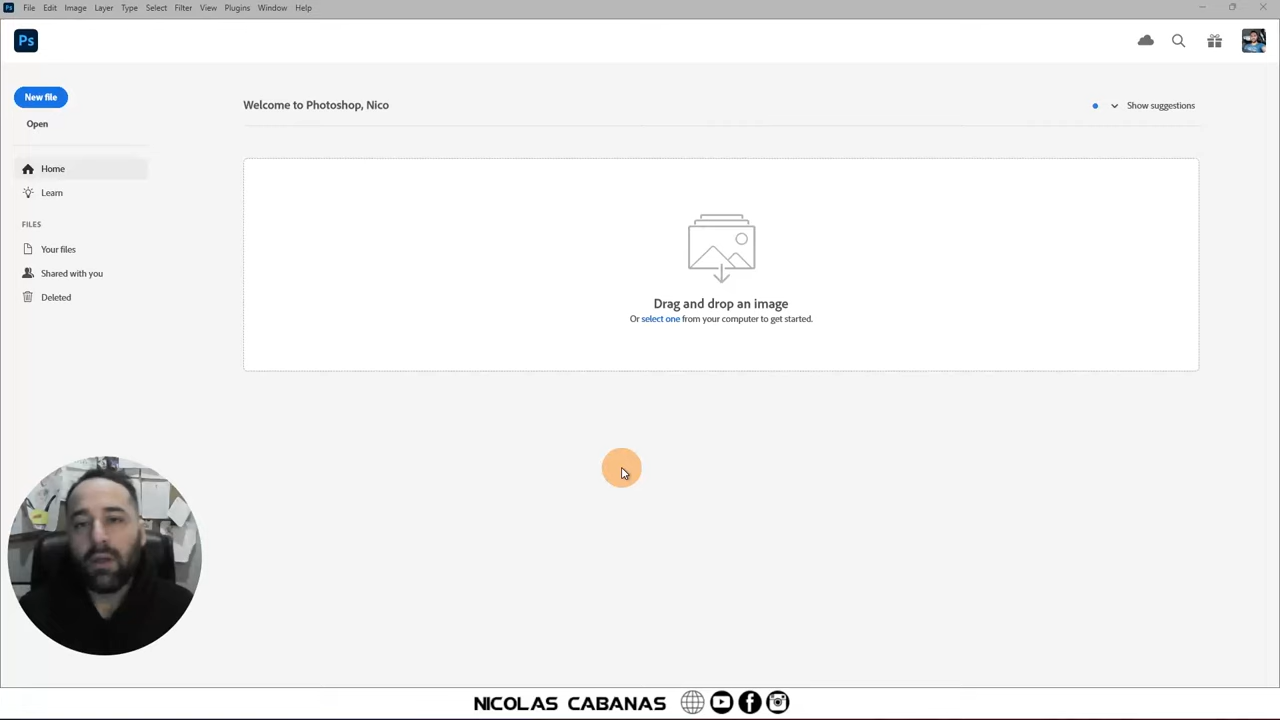 Ps File Edit Image Layer Type Select Filter View Plugins Window Help
Ps
New file
Open
Home
Learn
FILES
Your files
Shared with you
Deleted
Welcome to Photoshop, Nico
Show suggestions
Drag and drop an image
Or select one from your computer to get started.
NICOLAS CABANAS